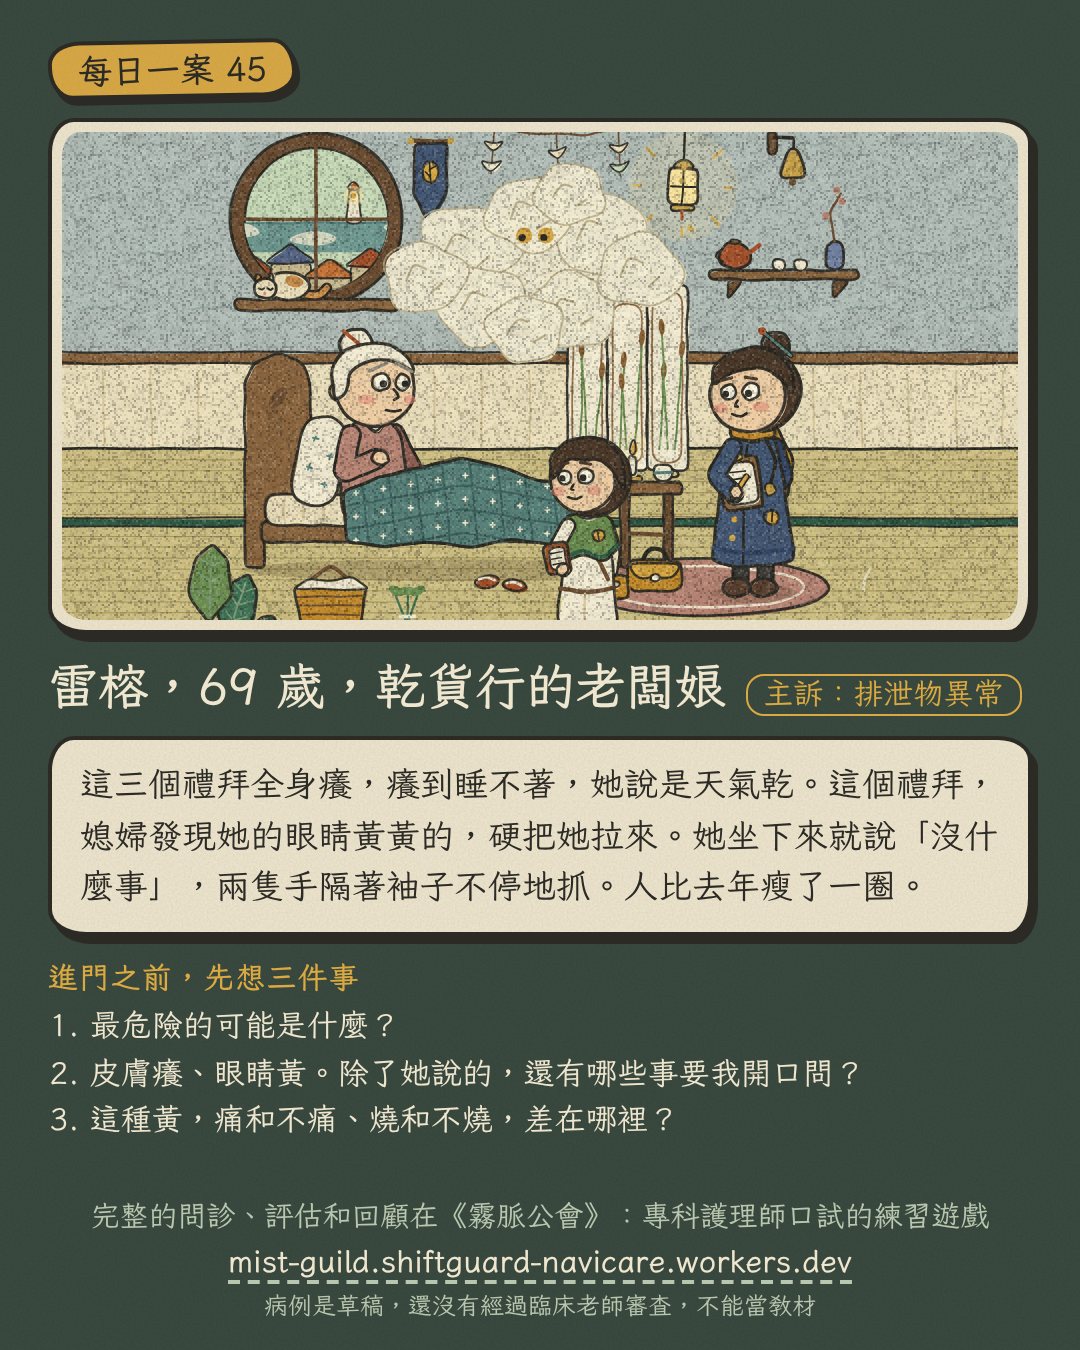 每日一案 45
雷榕，69 歲，乾貨行的老闆娘
主訴：排泄物異常
這三個禮拜全身癢，癢到睡不著，她說是天氣乾。這個禮拜，
媳婦發現她的眼睛黃黃的，硬把她拉來。她坐下來就說「沒什
麼事」，兩隻手隔著袖子不停地抓。人比去年瘦了一圈。
進門之前，先想三件事
1. 最危險的可能是什麼？
2. 皮膚癢、眼睛黃。除了她說的，還有哪些事要我開口問？
3. 這種黃，痛和不痛、燒和不燒，差在哪裡？
完整的問診、評估和回顧在《霧脈公會》：專科護理師口試的練習遊戲
mist-guild.shiftguard-navicare.workers.dev
病例是草稿，還沒有經過臨床老師審查，不能當教材